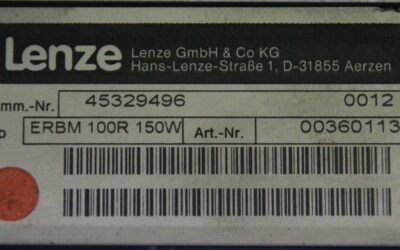 Lenze
Lenze GmbH & Co KG
Hans-Lenze-Straße 1, D-31855 Aerzen
mm.-Nr. 45329496 0012
p ERBM 100R 150W Art.-Nr. 00360113